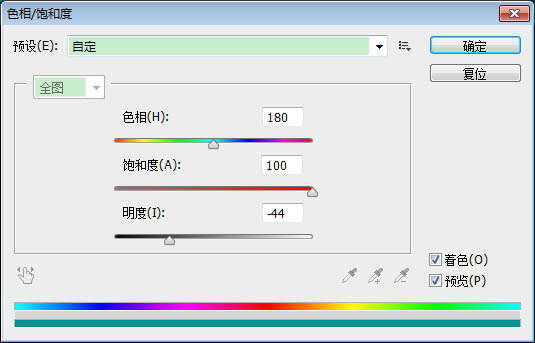 色相/饱和度
预设(E): 自定
确定
复位
全图
色相(H): 180
饱和度(A): 100
明度(I): -44
着色(O)
预览(P)